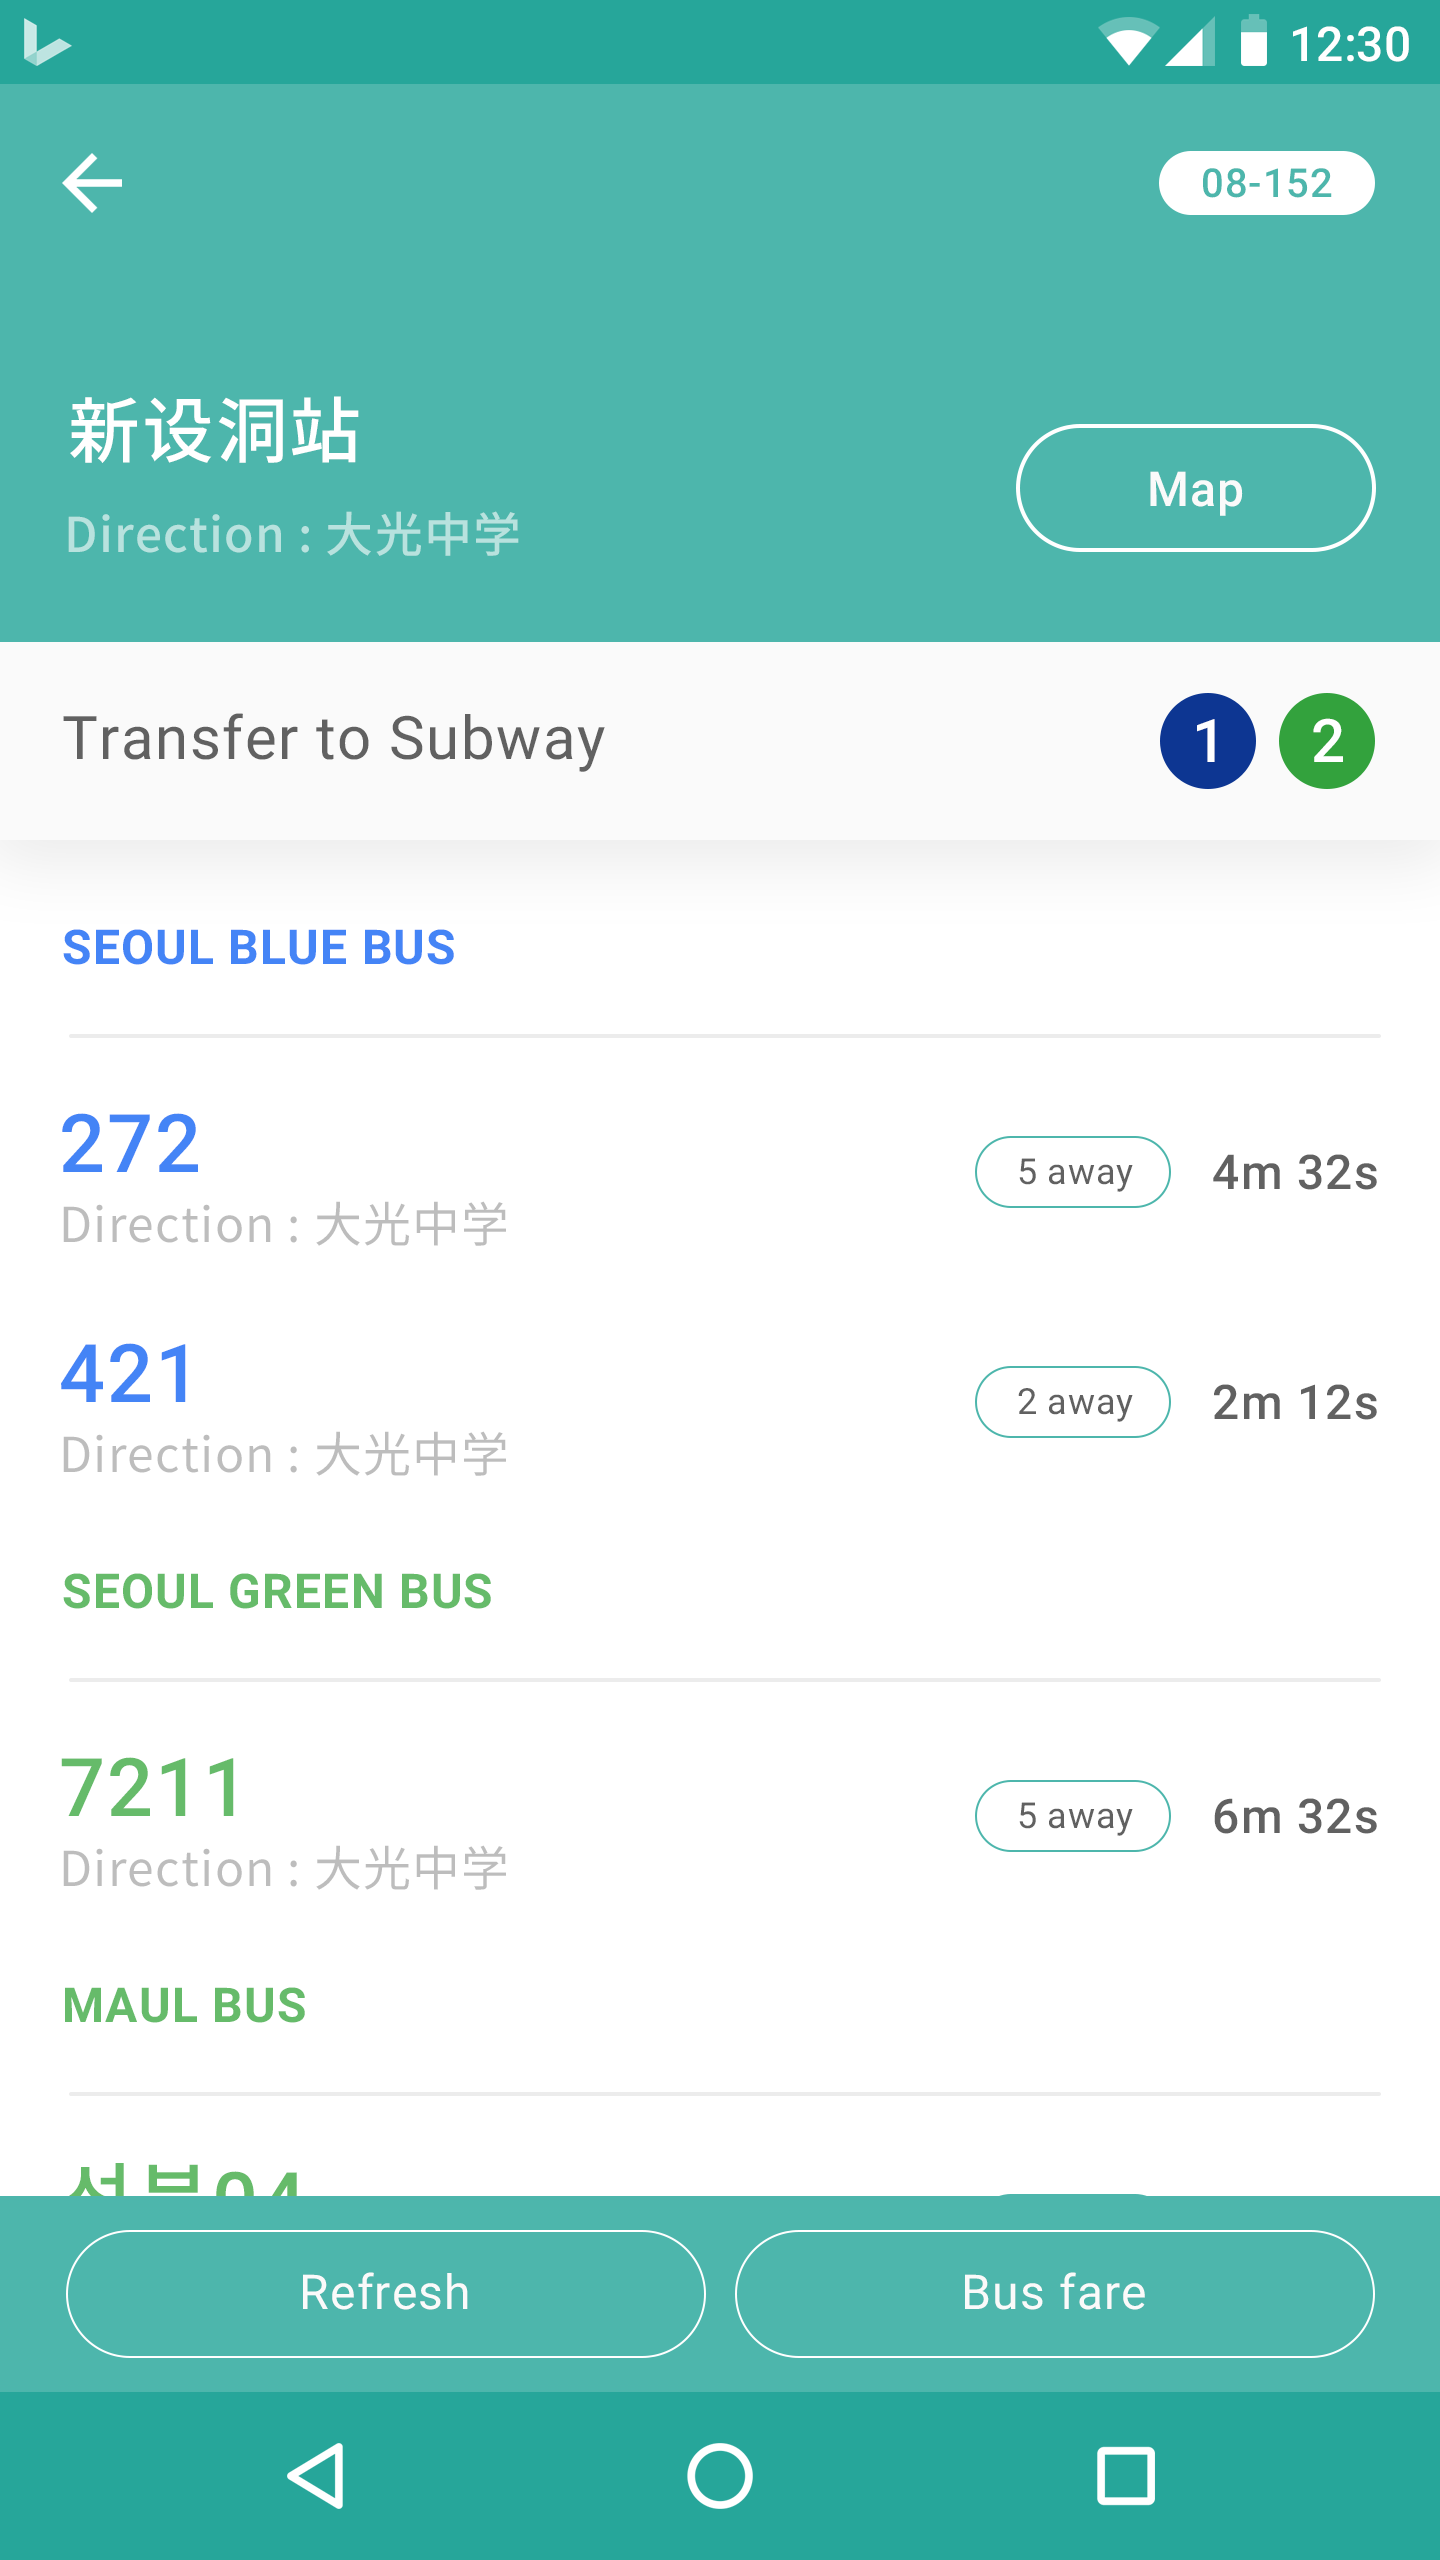 12:30
08-152
新设洞站
Direction : 大光中学
Map
Transfer to Subway
1 2
SEOUL BLUE BUS
272
5 away 4m 32s
Direction : 大光中学
421
2 away 2m 12s
Direction : 大光中学
SEOUL GREEN BUS
7211
5 away 6m 32s
Direction : 大光中学
MAUL BUS
Refresh
Bus fare